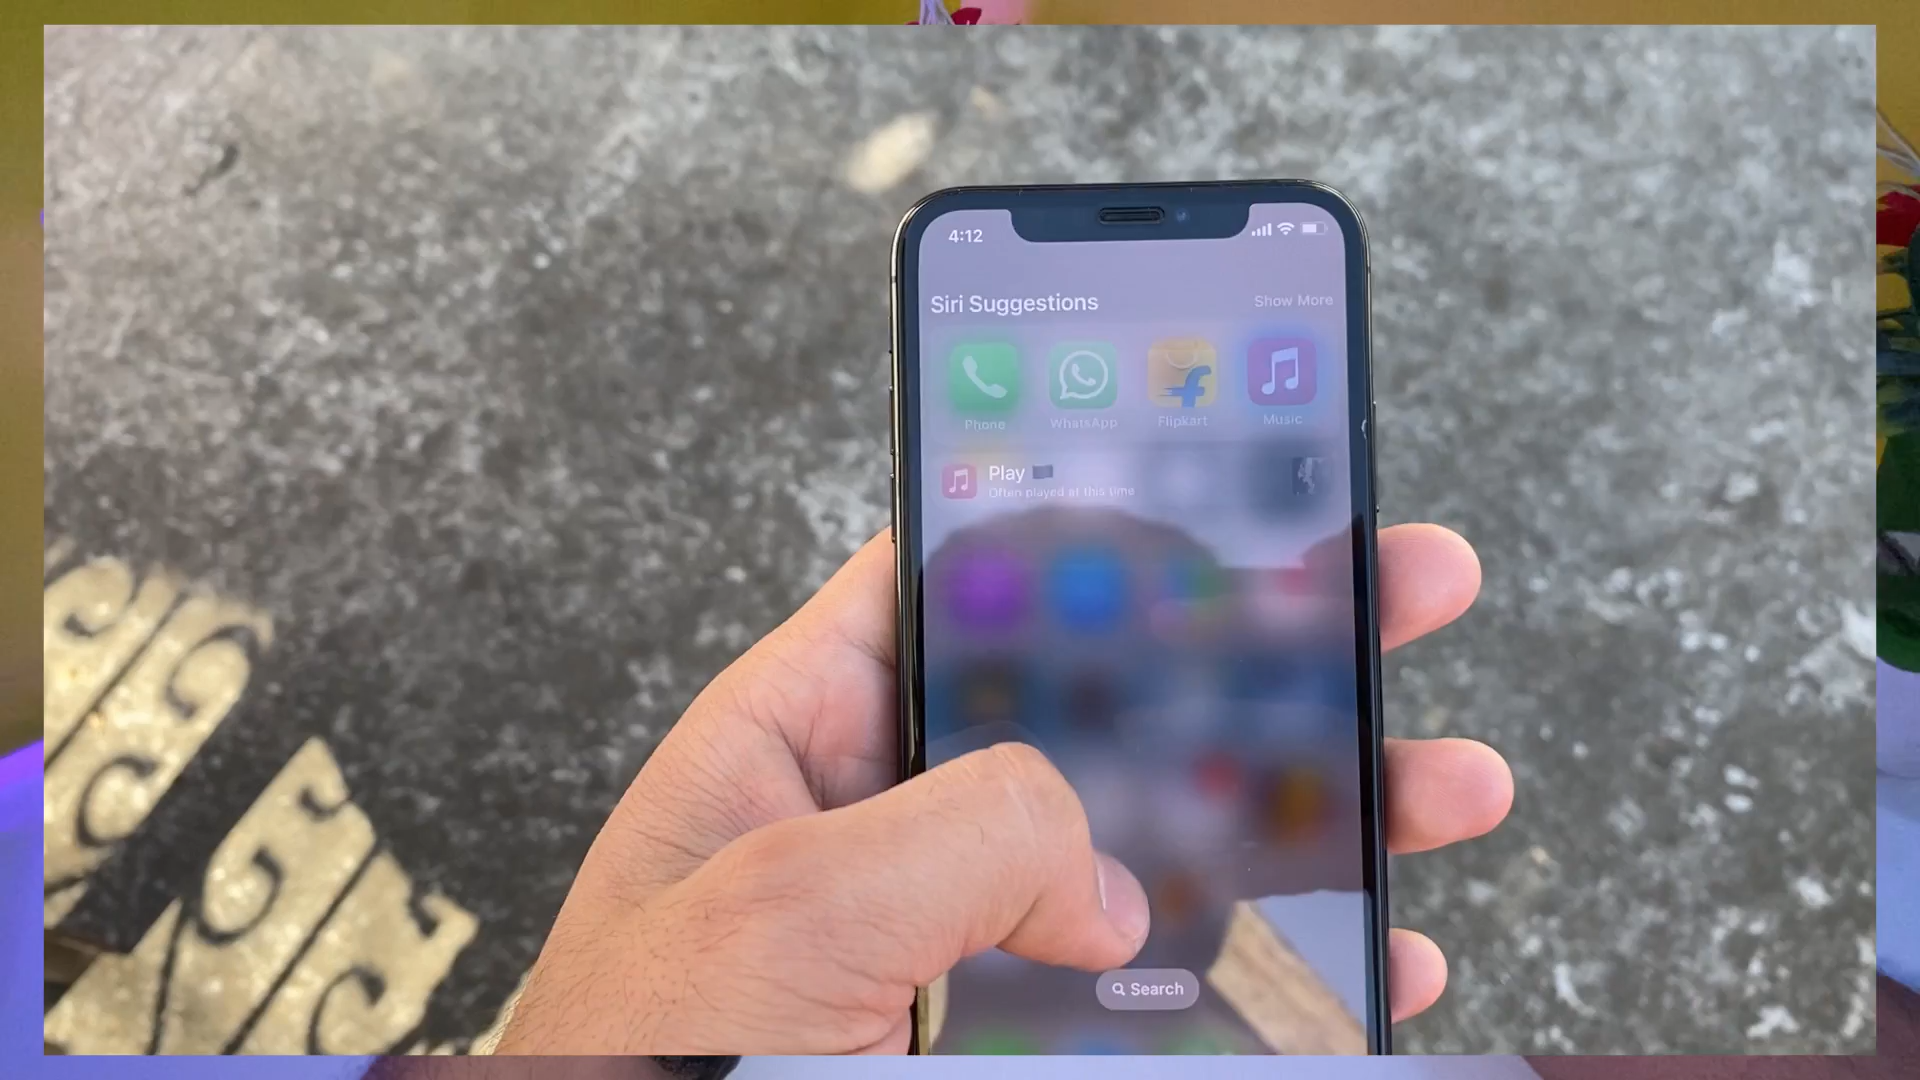 4:12
Siri Suggestions
Show More
Phone
WhatsApp
Flipkart
Music
Play
Often played at this time
Search